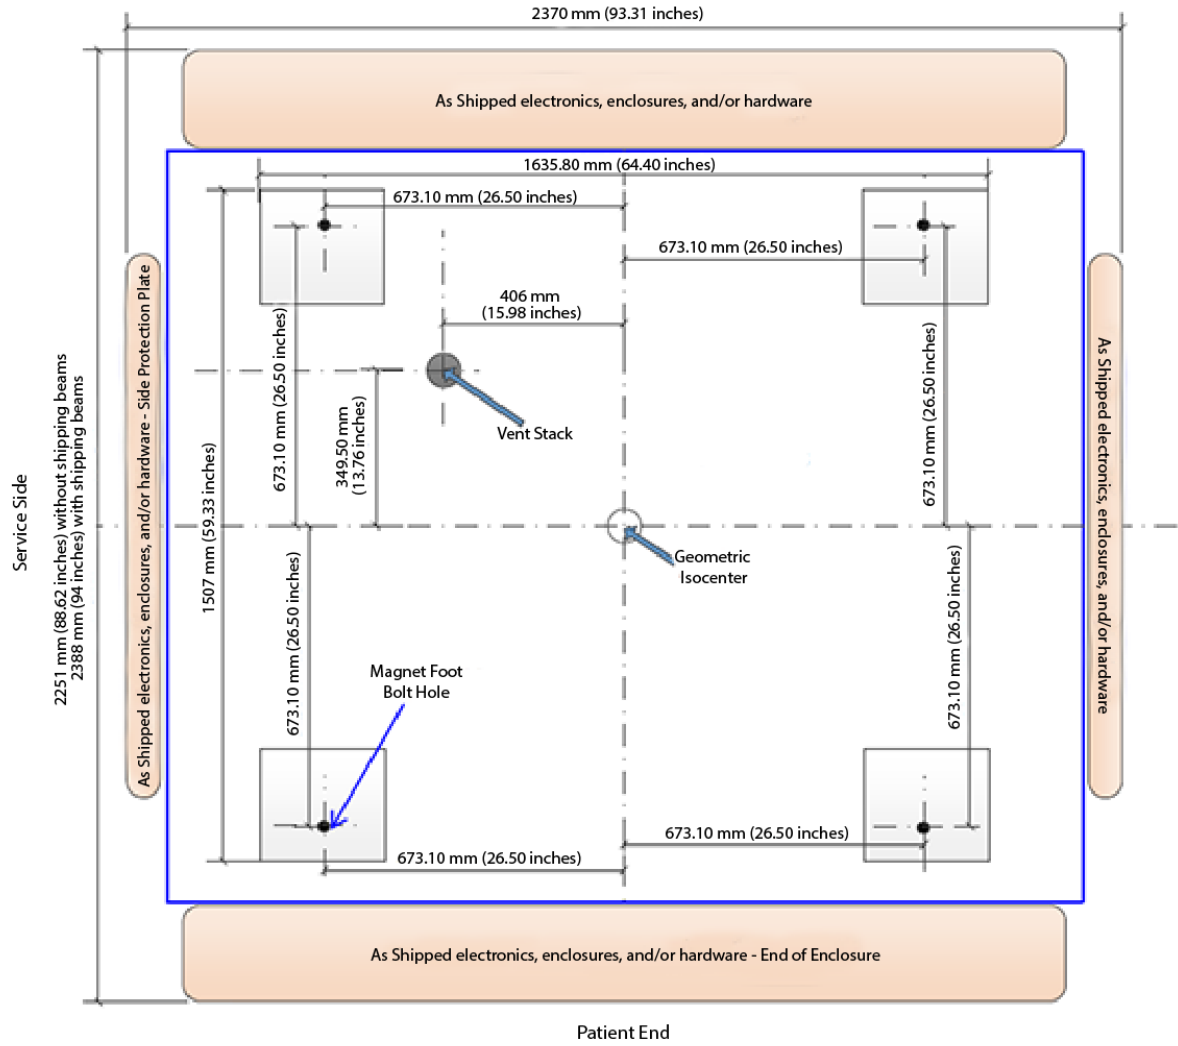 2370 mm (93.31 inches)
As Shipped electronics, enclosures, and/or hardware
1635.80 mm (64.40 inches)
673.10 mm (26.50 inches)
673.10 mm (26.50 inches)
406 mm
(15.98 inches)
673.10 mm (26.50 inches)
673.10 mm (26.50 inches)
349.50 mm
(13.76 inches)
Vent Stack
Service Side
2251 mm (88.62 inches) without shipping beams
2388 mm (94 inches) with shipping beams
As Shipped electronics, enclosures, and/or hardware - Side Protection Plate
1507 mm (59.33 inches)
As Shipped electronics, enclosures, and/or hardware
Geometric
Isocenter
673.10 mm (26.50 inches)
673.10 mm (26.50 inches)
Magnet Foot
Bolt Hole
673.10 mm (26.50 inches)
673.10 mm (26.50 inches)
As Shipped electronics, enclosures, and/or hardware - End of Enclosure
Patient End